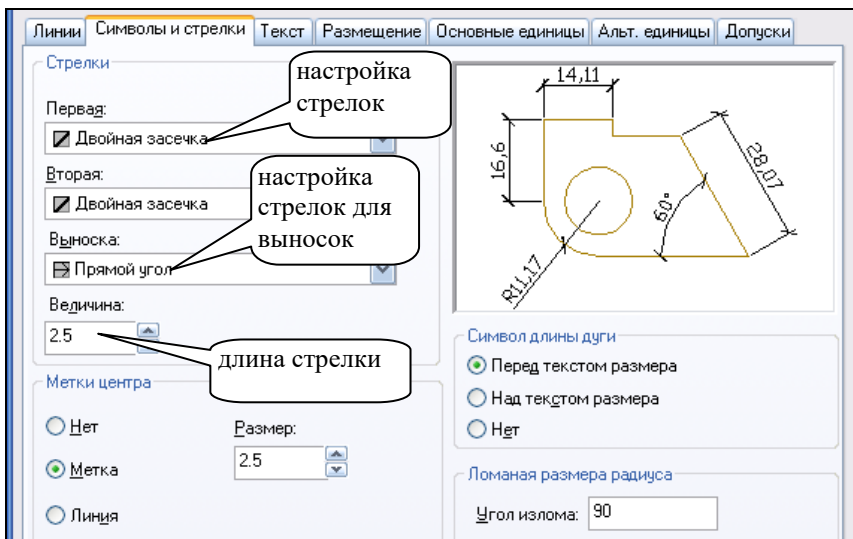 Линии Символы и стрелки Текст Размещение Основные единицы Альт. единицы Допуски
Стрелки
настройка
стрелок
Первая:
Двойная засечка
Вторая:
Двойная засечка
настройка
стрелок для
выносок
Выноска:
Прямой угол
Величина:
2.5
длина стрелки
14,11
16,6
28,07
60°
R11,17
Символ длины дуги
Перед текстом размера
Над текстом размера
Нет
Метки центра
Нет
Размер:
2.5
Метка
Линия
Ломаная размера радиуса
Угол излома: 90